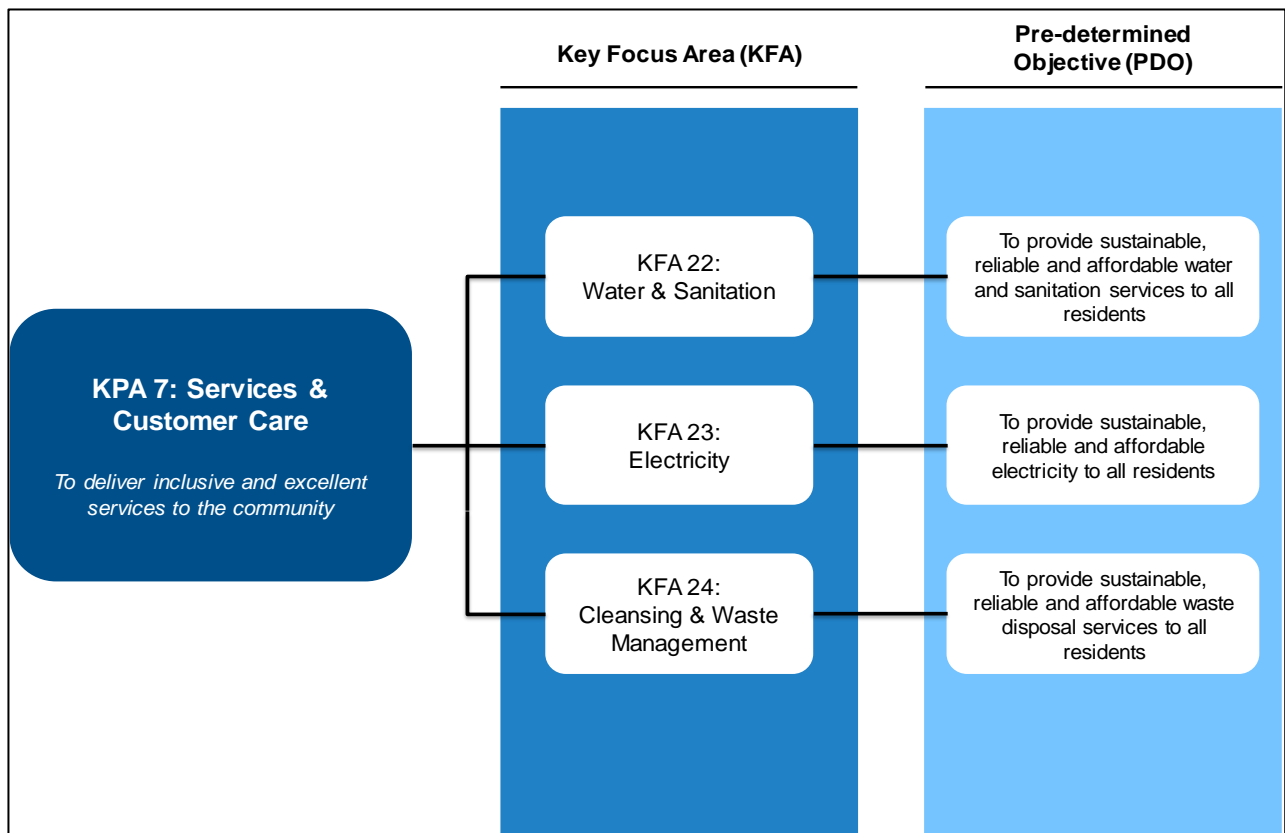 Key Focus Area (KFA)
Pre-determined
Objective (PDO)
KPA 7: Services &
Customer Care
To deliver inclusive and excellent
services to the community
KFA 22:
Water & Sanitation
To provide sustainable,
reliable and affordable water
and sanitation services to all
residents
KFA 23:
Electricity
To provide sustainable,
reliable and affordable
electricity to all residents
KFA 24:
Cleansing & Waste
Management
To provide sustainable,
reliable and affordable waste
disposal services to all
residents